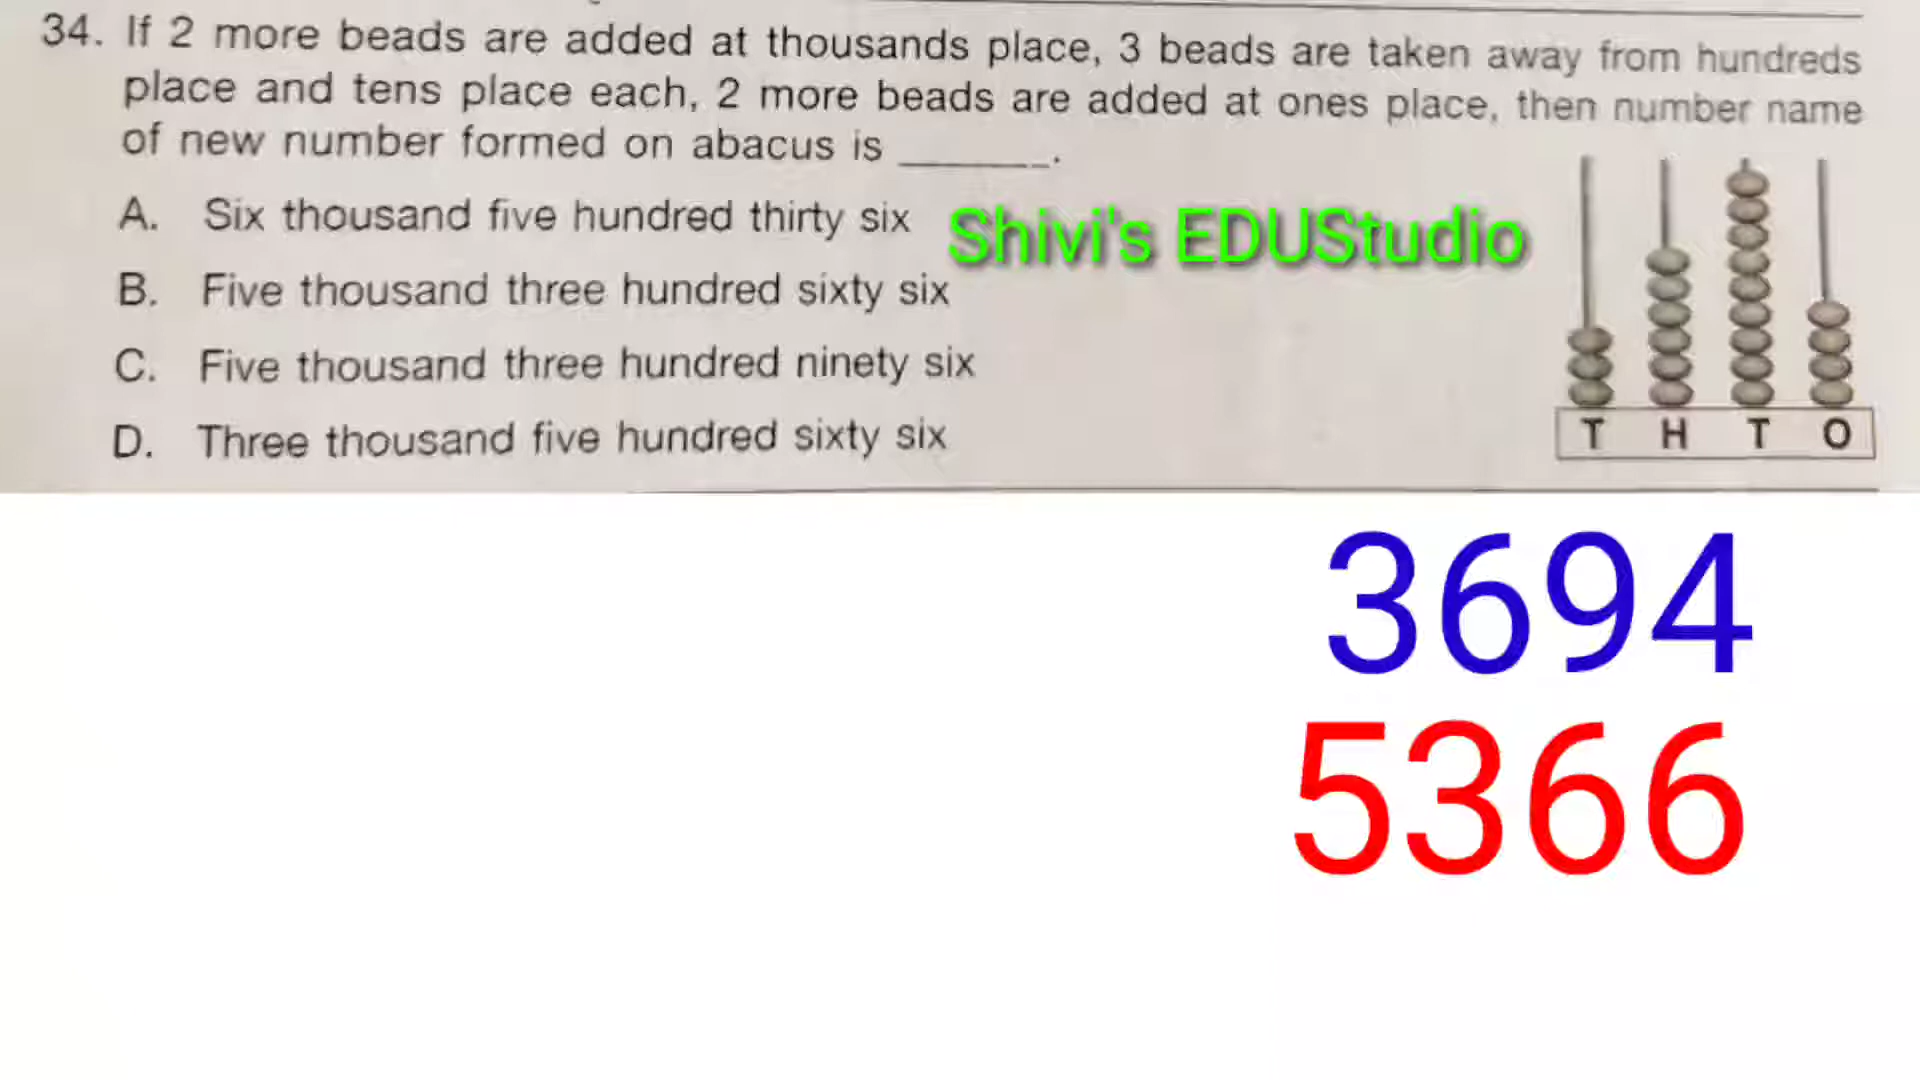 34. If 2 more beads are added at thousands place, 3 beads are taken away from hundreds
place and tens place each, 2 more beads are added at ones place, then number name
of new number formed on abacus is ______.
A. Six thousand five hundred thirty six
Shivi's EDUStudio
B. Five thousand three hundred sixty six
C. Five thousand three hundred ninety six
D. Three thousand five hundred sixty six
T H T O
3694
5366